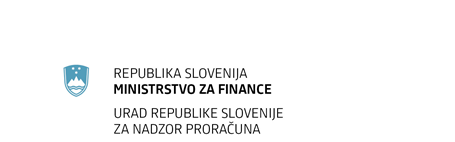 REPUBLIKA SLOVENIJA
MINISTRSTVO ZA FINANCE
URAD REPUBLIKE SLOVENIJE
ZA NADZOR PRORAČUNA